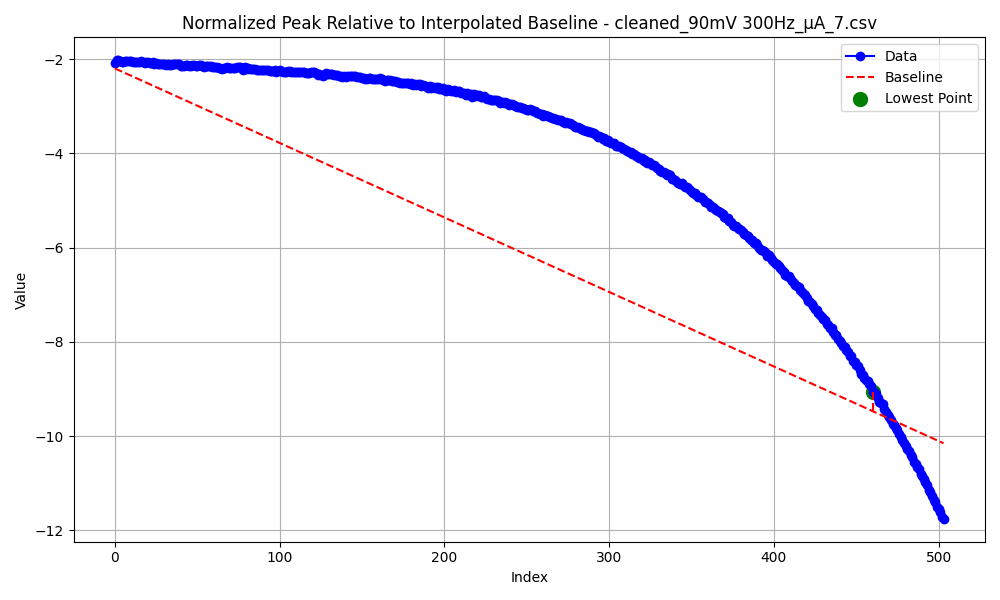 Normalized Peak Relative to Interpolated Baseline - cleaned_90mV 300Hz_μA_7.csv
Data
Baseline
Lowest Point
Value
−2
−4
−6
−8
−10
−12
0 100 200 300 400 500
Index